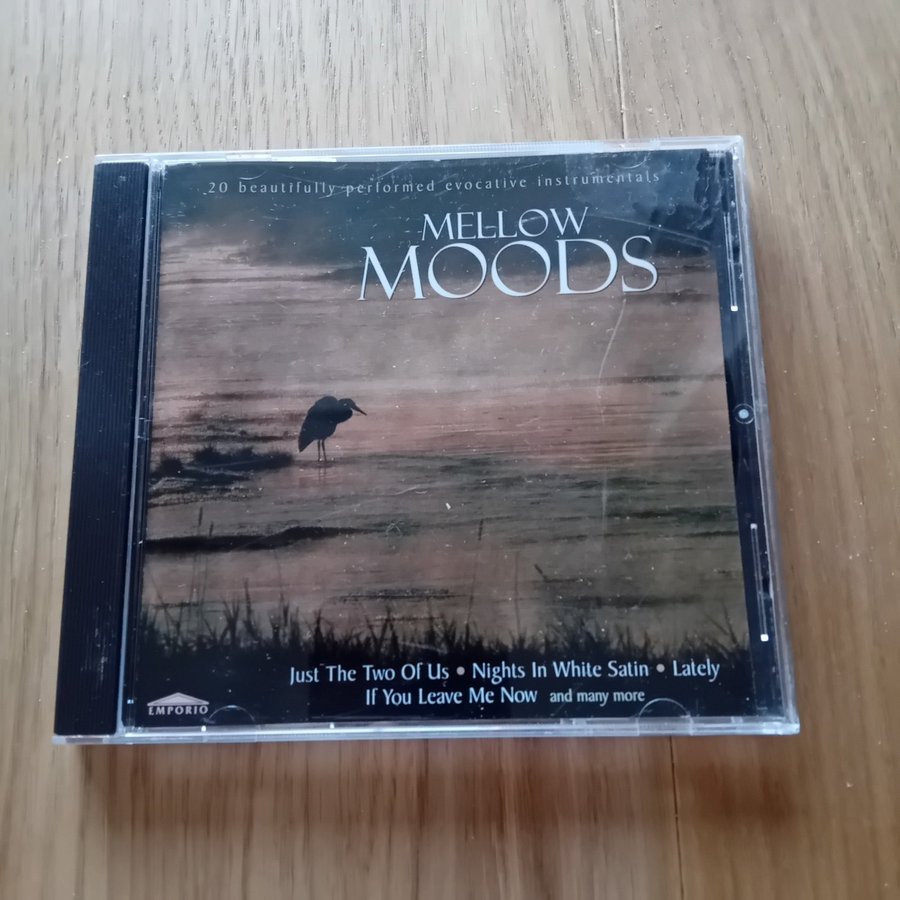 20 beautifully performed evocative instrumentals
MELLOW
MOODS
Just The Two Of Us • Nights In White Satin • Lately
If You Leave Me Now and many more
EMPORIO